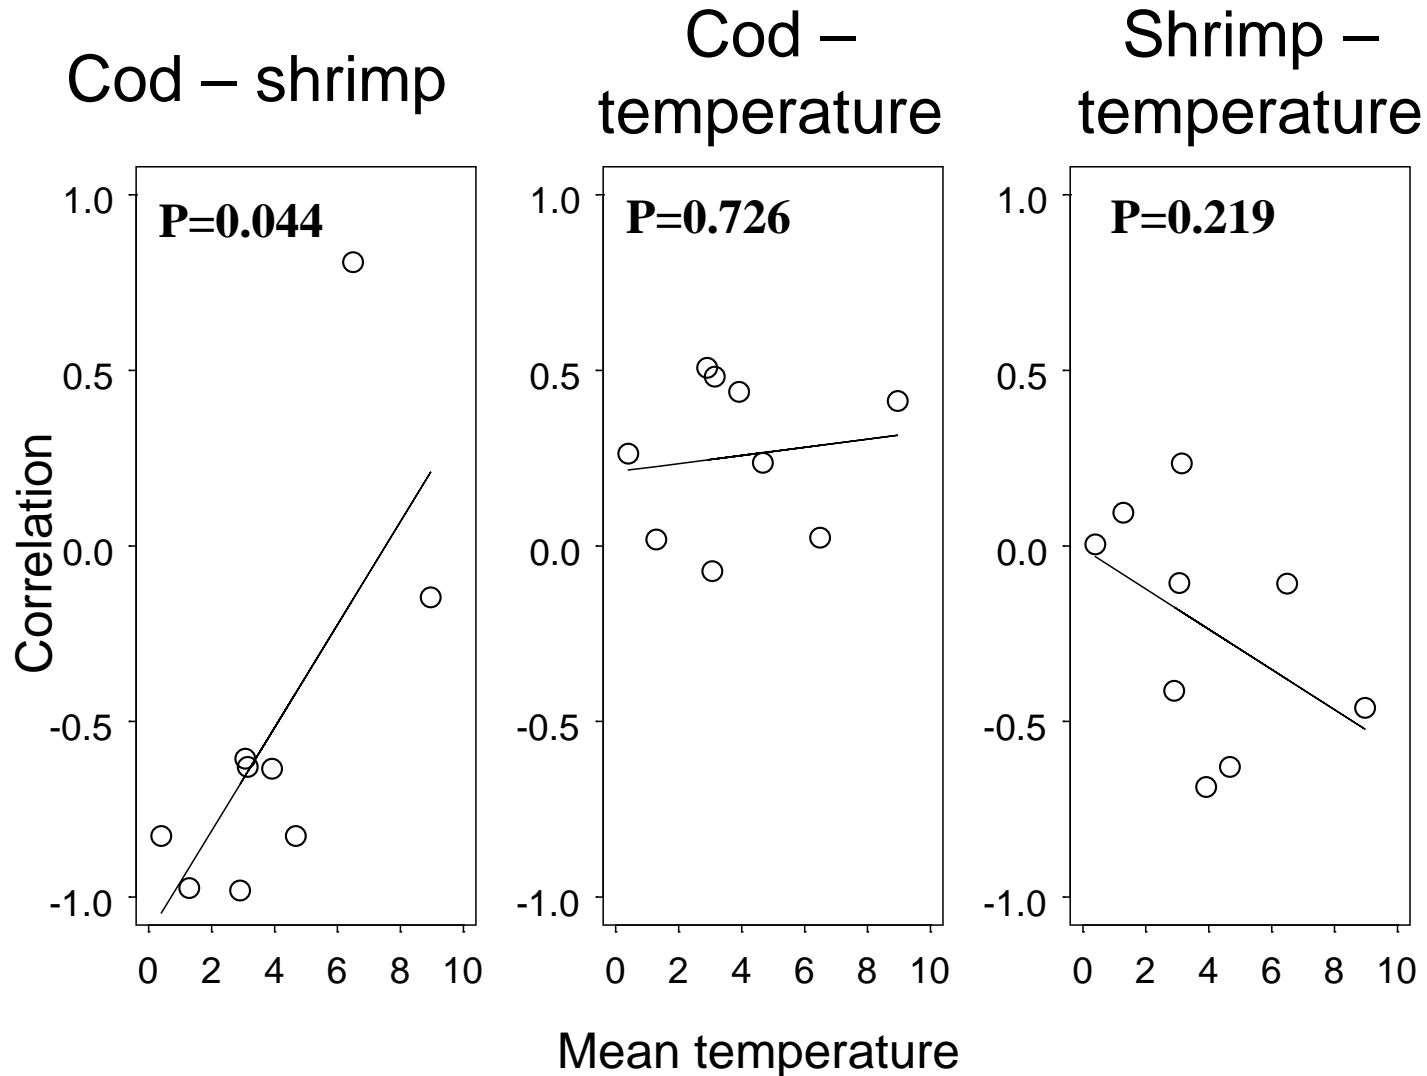 Cod – shrimp
Cod –
temperature
Shrimp –
temperature
P=0.044
P=0.726
P=0.219
Correlation
1.0
0.5
0.0
-0.5
-1.0
1.0
0.5
0.0
-0.5
-1.0
1.0
0.5
0.0
-0.5
-1.0
0 2 4 6 8 10
0 2 4 6 8 10
0 2 4 6 8 10
Mean temperature